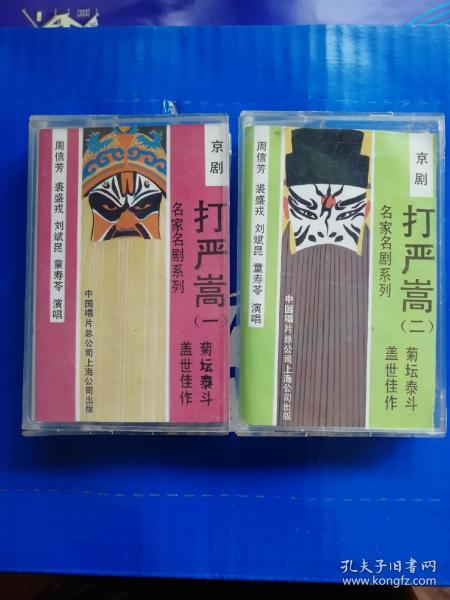 京剧
打严嵩（一）
名家名剧系列
菊坛泰斗
盖世佳作
周信芳 裘盛戎 刘斌昆 童寿苓 演唱
中国唱片总公司上海公司出版
京剧
打严嵩（二）
名家名剧系列
菊坛泰斗
盖世佳作
周信芳 裘盛戎 刘斌昆 童寿苓 演唱
中国唱片总公司上海公司出版
孔夫子旧书网
www.kongfz.com